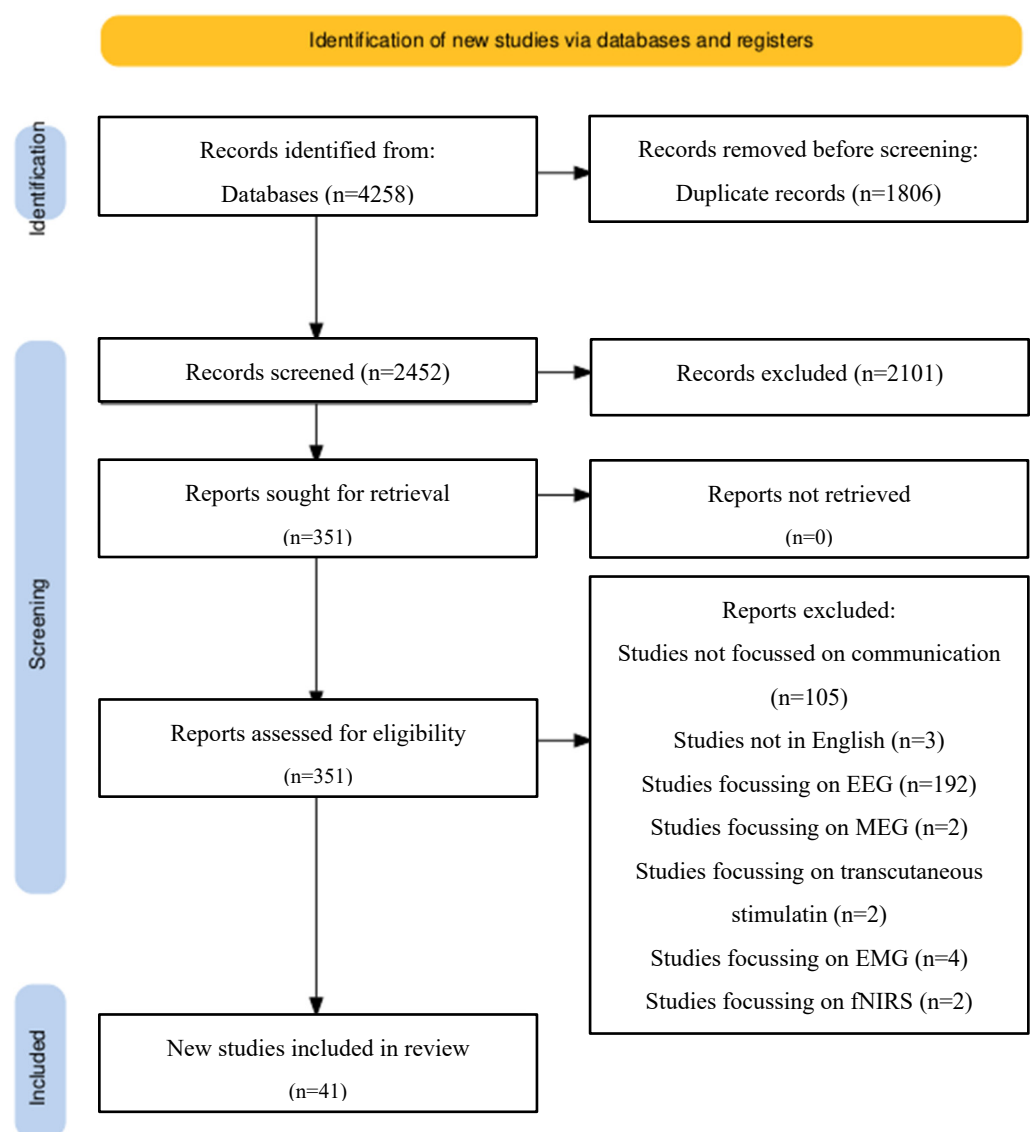 Identification of new studies via databases and registers
Identification
Records identified from:
Databases (n=4258)
Records removed before screening:
Duplicate records (n=1806)
Screening
Records screened (n=2452)
Records excluded (n=2101)
Reports sought for retrieval
(n=351)
Reports not retrieved
(n=0)
Reports assessed for eligibility
(n=351)
Reports excluded:
Studies not focussed on communication
(n=105)
Studies not in English (n=3)
Studies focussing on EEG (n=192)
Studies focussing on MEG (n=2)
Studies focussing on transcutaneous
stimulatin (n=2)
Studies focussing on EMG (n=4)
Studies focussing on fNIRS (n=2)
Included
New studies included in review
(n=41)